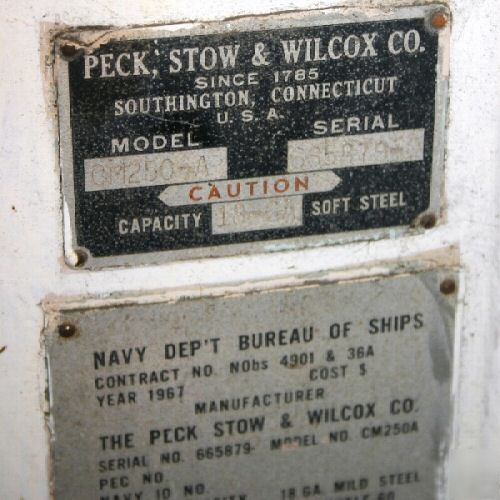 PECK, STOW & WILCOX CO.
SINCE 1785
SOUTHINGTON, CONNECTICUT
U. S. A.
MODEL SERIAL
CM250-A
CAUTION
CAPACITY SOFT STEEL
NAVY DEP'T BUREAU OF SHIPS
CONTRACT NO. NObs 4901 & 36A
YEAR 1967 COST $
MANUFACTURER
THE PECK STOW & WILCOX CO.
SERIAL NO. 665879- MODEL NO. CM250A
PEC NO.
NAVY ID NO.
18 GA. MILD STEEL